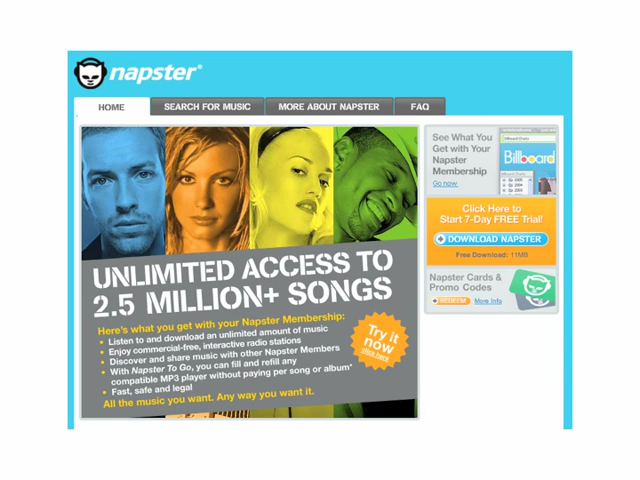 napster®
HOME
SEARCH FOR MUSIC
MORE ABOUT NAPSTER
FAQ
UNLIMITED ACCESS TO
2.5 MILLION+ SONGS
Here's what you get with your Napster Membership:
• Listen to and download an unlimited amount of music
• Enjoy commercial-free, interactive radio stations
• Discover and share music with other Napster Members
• With Napster To Go, you can fill and refill any
compatible MP3 player without paying per song or album*
• Fast, safe and legal
All the music you want. Any way you want it.
Try it
now
click here
See What You
Get with Your
Napster
Membership
Go now
Billboard
Click Here to
Start 7-Day FREE Trial!
DOWNLOAD NAPSTER
Free Download: 11MB
Napster Cards &
Promo Codes
REDEEM
More Info